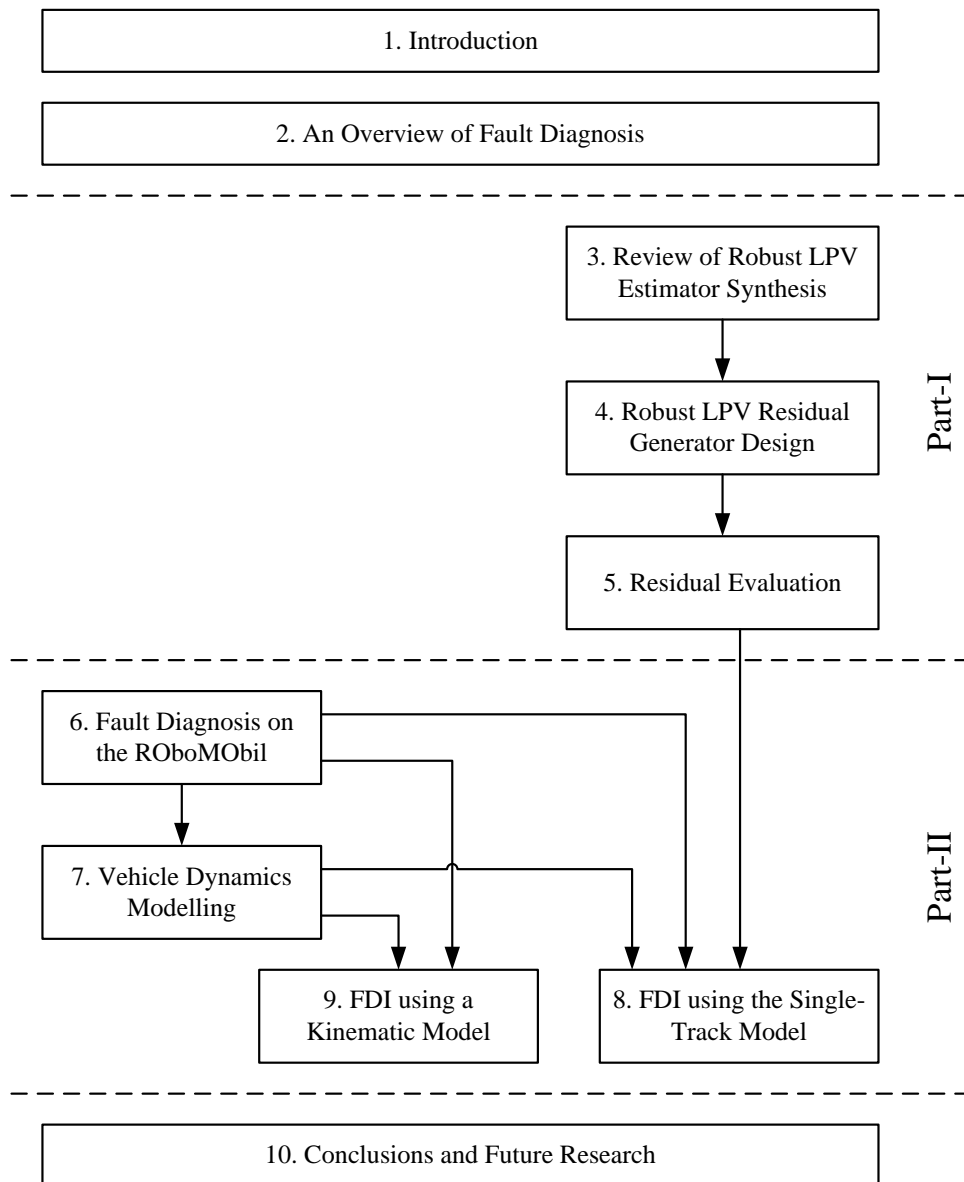 1. Introduction
2. An Overview of Fault Diagnosis
3. Review of Robust LPV
Estimator Synthesis
4. Robust LPV Residual
Generator Design
5. Residual Evaluation
Part-I
6. Fault Diagnosis on
the ROboMObil
7. Vehicle Dynamics
Modelling
9. FDI using a
Kinematic Model
8. FDI using the Single-
Track Model
Part-II
10. Conclusions and Future Research